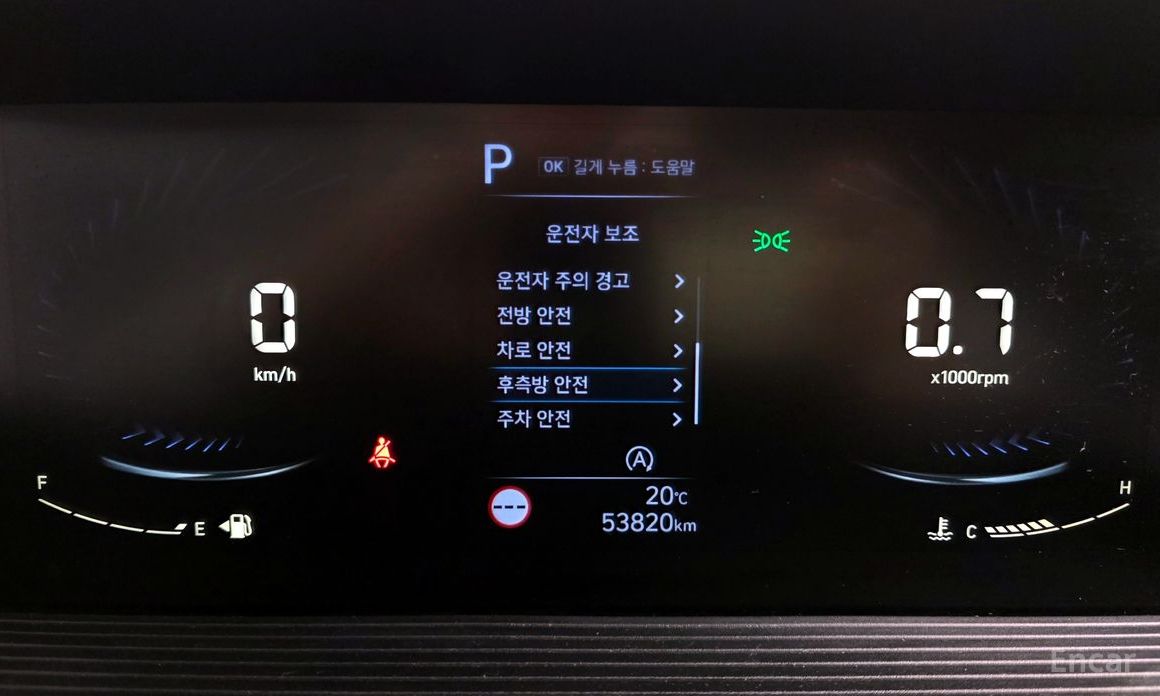 P
OK 길게 누름 : 도움말
운전자 보조
운전자 주의 경고
전방 안전
차로 안전
후측방 안전
주차 안전
0
km/h
0.7
x1000rpm
A
F
E
H
C
20℃
53820km
Encar